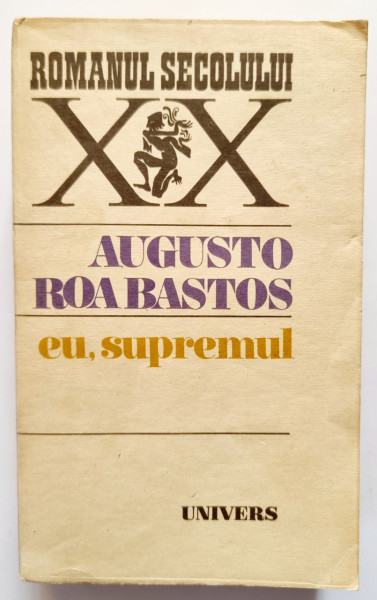 ROMANUL SECOLULUI
XX
AUGUSTO
ROA BASTOS
eu, supremul
UNIVERS